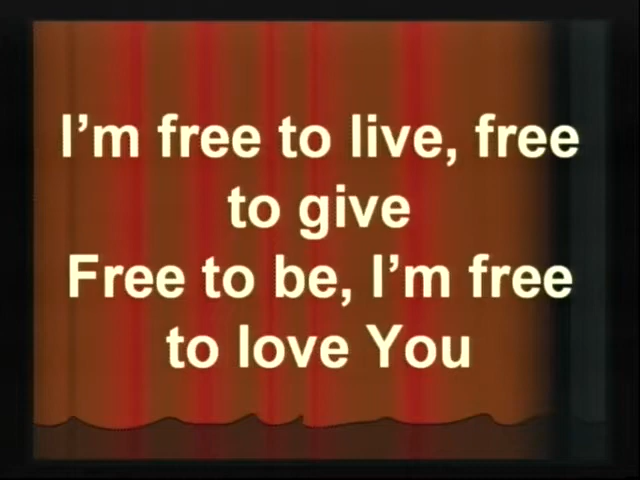 I’m free to live, free
to give
Free to be, I’m free
to love You